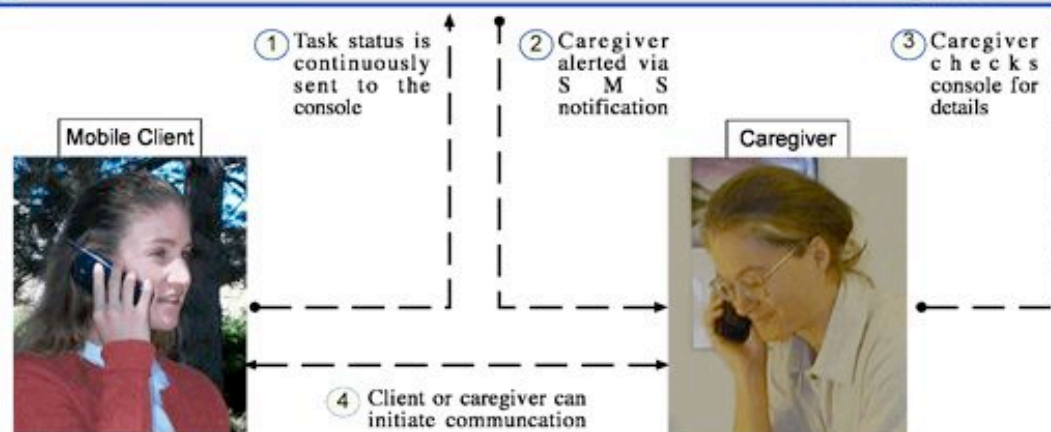 1 Task status is
continuously
sent to the
console
2 Caregiver
alerted via
S M S
notification
3 Caregiver
c h e c k s
console for
details
Mobile Client
Caregiver
4 Client or caregiver can
initiate communcation